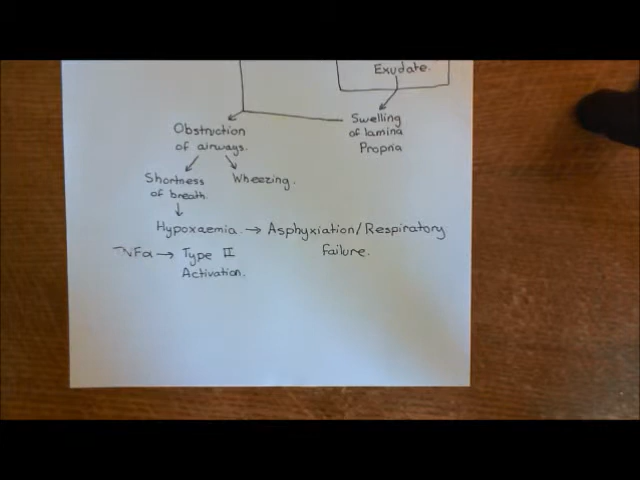 Exudate.
Swelling
of lamina
Propria
Obstruction
of airways.
Shortness
of breath.
Wheezing.
Hypoxaemia → Asphyxiation/Respiratory
failure.
TNFα → Type II
Activation.